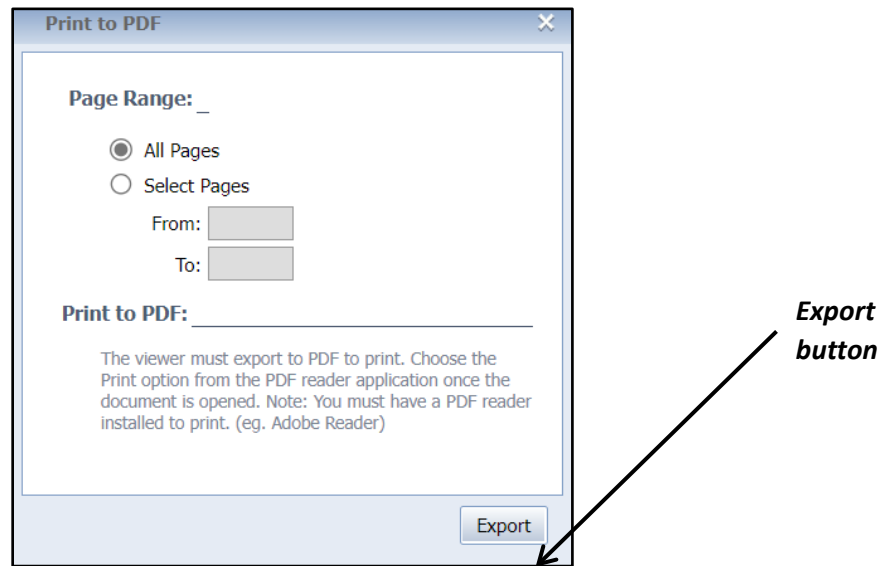 Print to PDF
Page Range:
All Pages
Select Pages
From:
To:
Print to PDF:
The viewer must export to PDF to print. Choose the
Print option from the PDF reader application once the
document is opened. Note: You must have a PDF reader
installed to print. (eg. Adobe Reader)
Export
Export
button